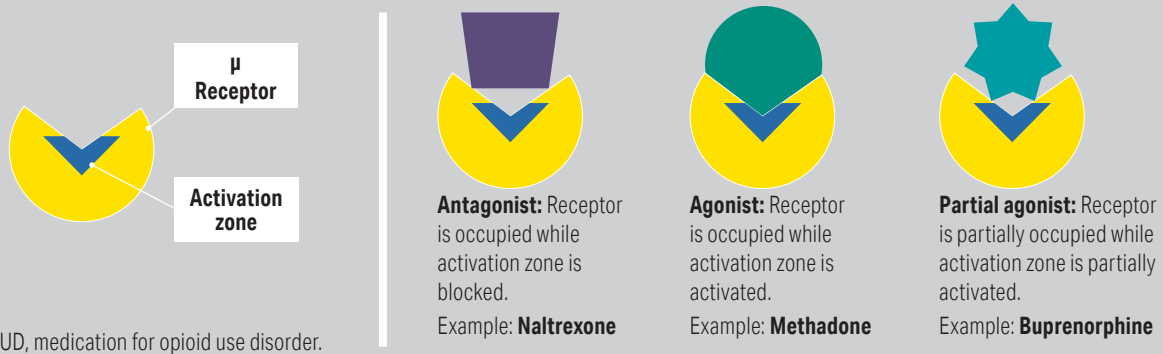 μ
Receptor
Activation
zone
Antagonist: Receptor
is occupied while
activation zone is
blocked.
Example: Naltrexone
Agonist: Receptor
is occupied while
activation zone is
activated.
Example: Methadone
Partial agonist: Receptor
is partially occupied while
activation zone is partially
activated.
Example: Buprenorphine
UD, medication for opioid use disorder.